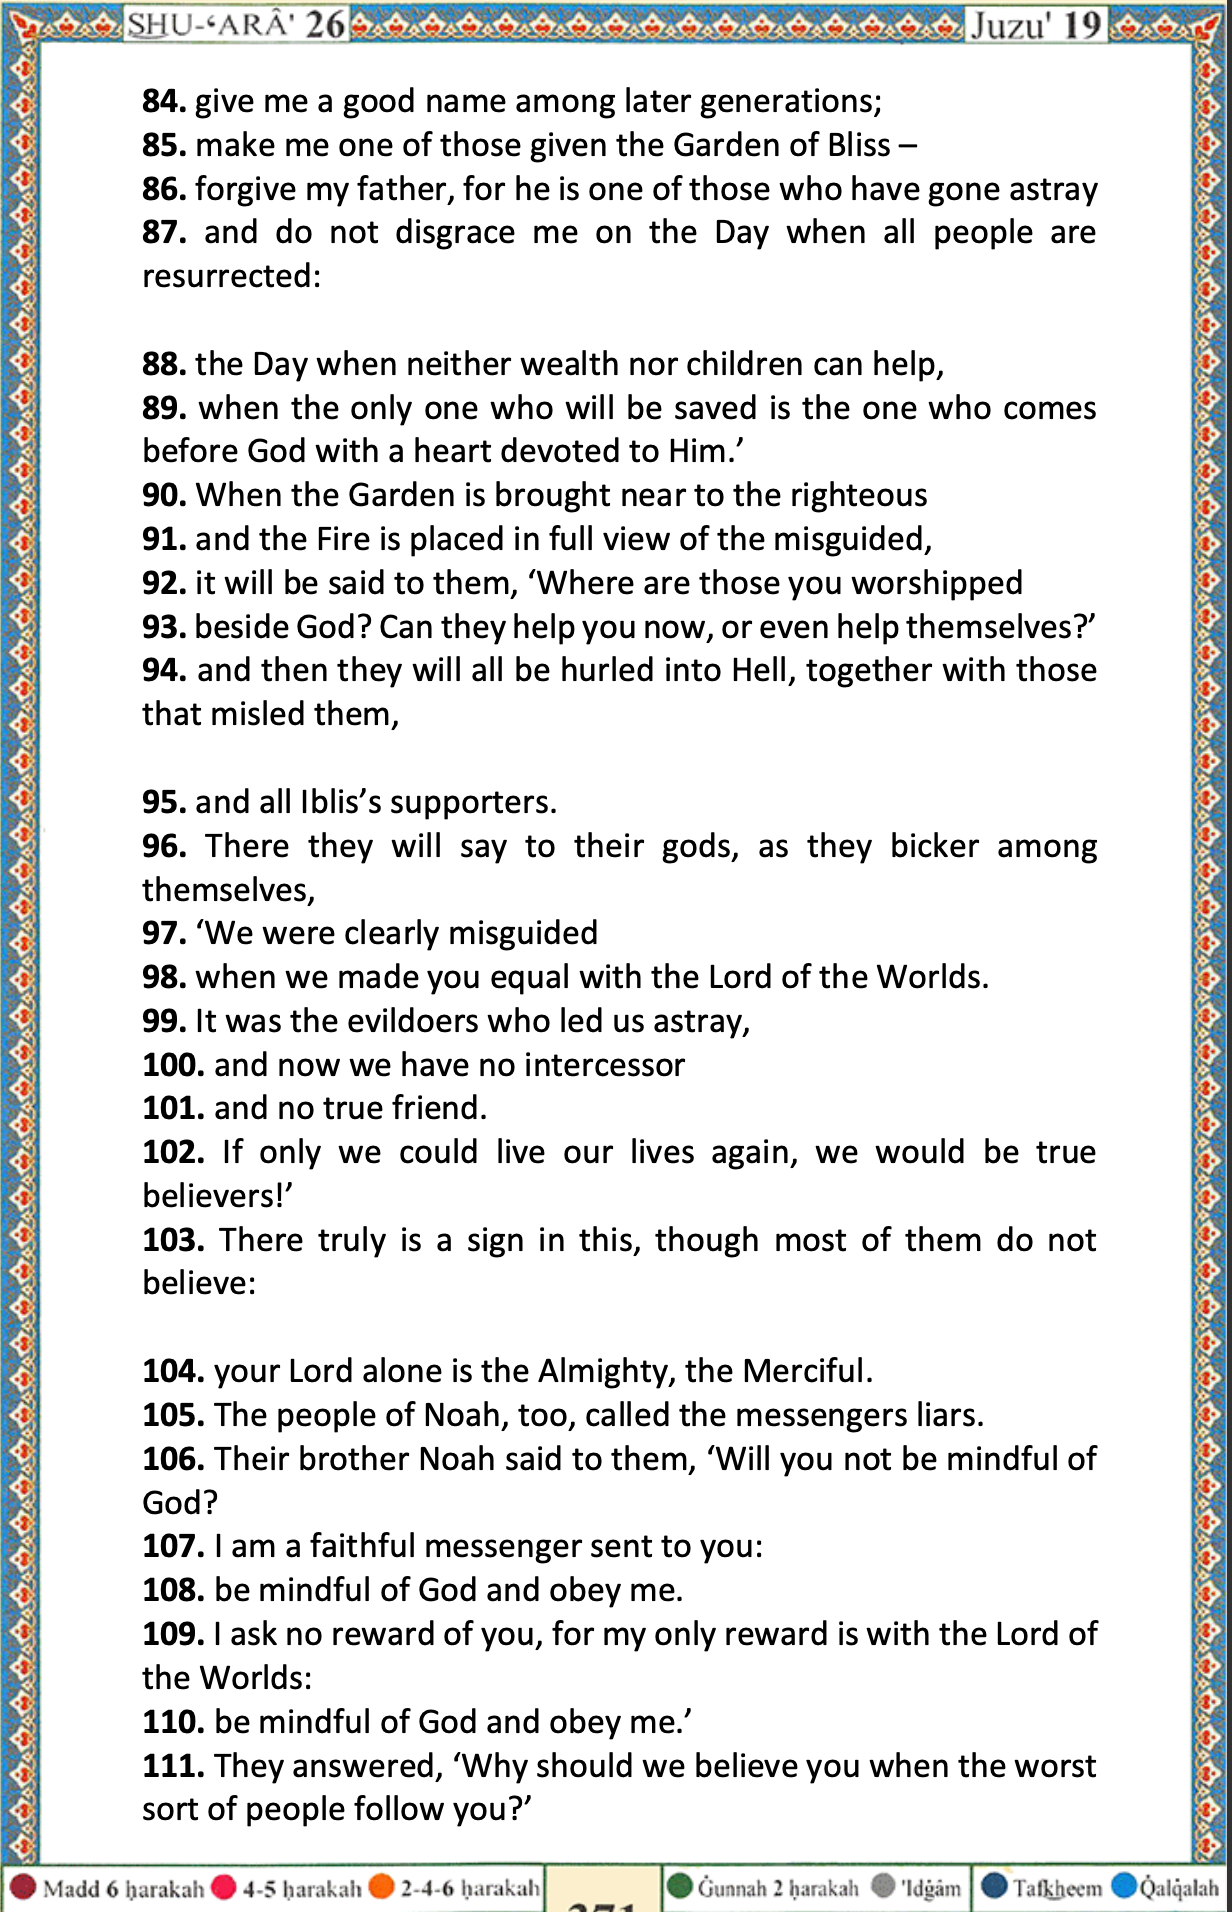 SHU-‘ARÂ' 26
Juzu' 19
84. give me a good name among later generations;
85. make me one of those given the Garden of Bliss –
86. forgive my father, for he is one of those who have gone astray
87. and do not disgrace me on the Day when all people are
resurrected:
88. the Day when neither wealth nor children can help,
89. when the only one who will be saved is the one who comes
before God with a heart devoted to Him.’
90. When the Garden is brought near to the righteous
91. and the Fire is placed in full view of the misguided,
92. it will be said to them, ‘Where are those you worshipped
93. beside God? Can they help you now, or even help themselves?’
94. and then they will all be hurled into Hell, together with those
that misled them,
95. and all Iblis’s supporters.
96. There they will say to their gods, as they bicker among
themselves,
97. ‘We were clearly misguided
98. when we made you equal with the Lord of the Worlds.
99. It was the evildoers who led us astray,
100. and now we have no intercessor
101. and no true friend.
102. If only we could live our lives again, we would be true
believers!’
103. There truly is a sign in this, though most of them do not
believe:
104. your Lord alone is the Almighty, the Merciful.
105. The people of Noah, too, called the messengers liars.
106. Their brother Noah said to them, ‘Will you not be mindful of
God?
107. I am a faithful messenger sent to you:
108. be mindful of God and obey me.
109. I ask no reward of you, for my only reward is with the Lord of
the Worlds:
110. be mindful of God and obey me.’
111. They answered, ‘Why should we believe you when the worst
sort of people follow you?’
Madd 6 ḥarakah 4-5 ḥarakah 2-4-6 ḥarakah
Ġunnah 2 ḥarakah 'Idġâm Tafkheem Q̇alq̇alah